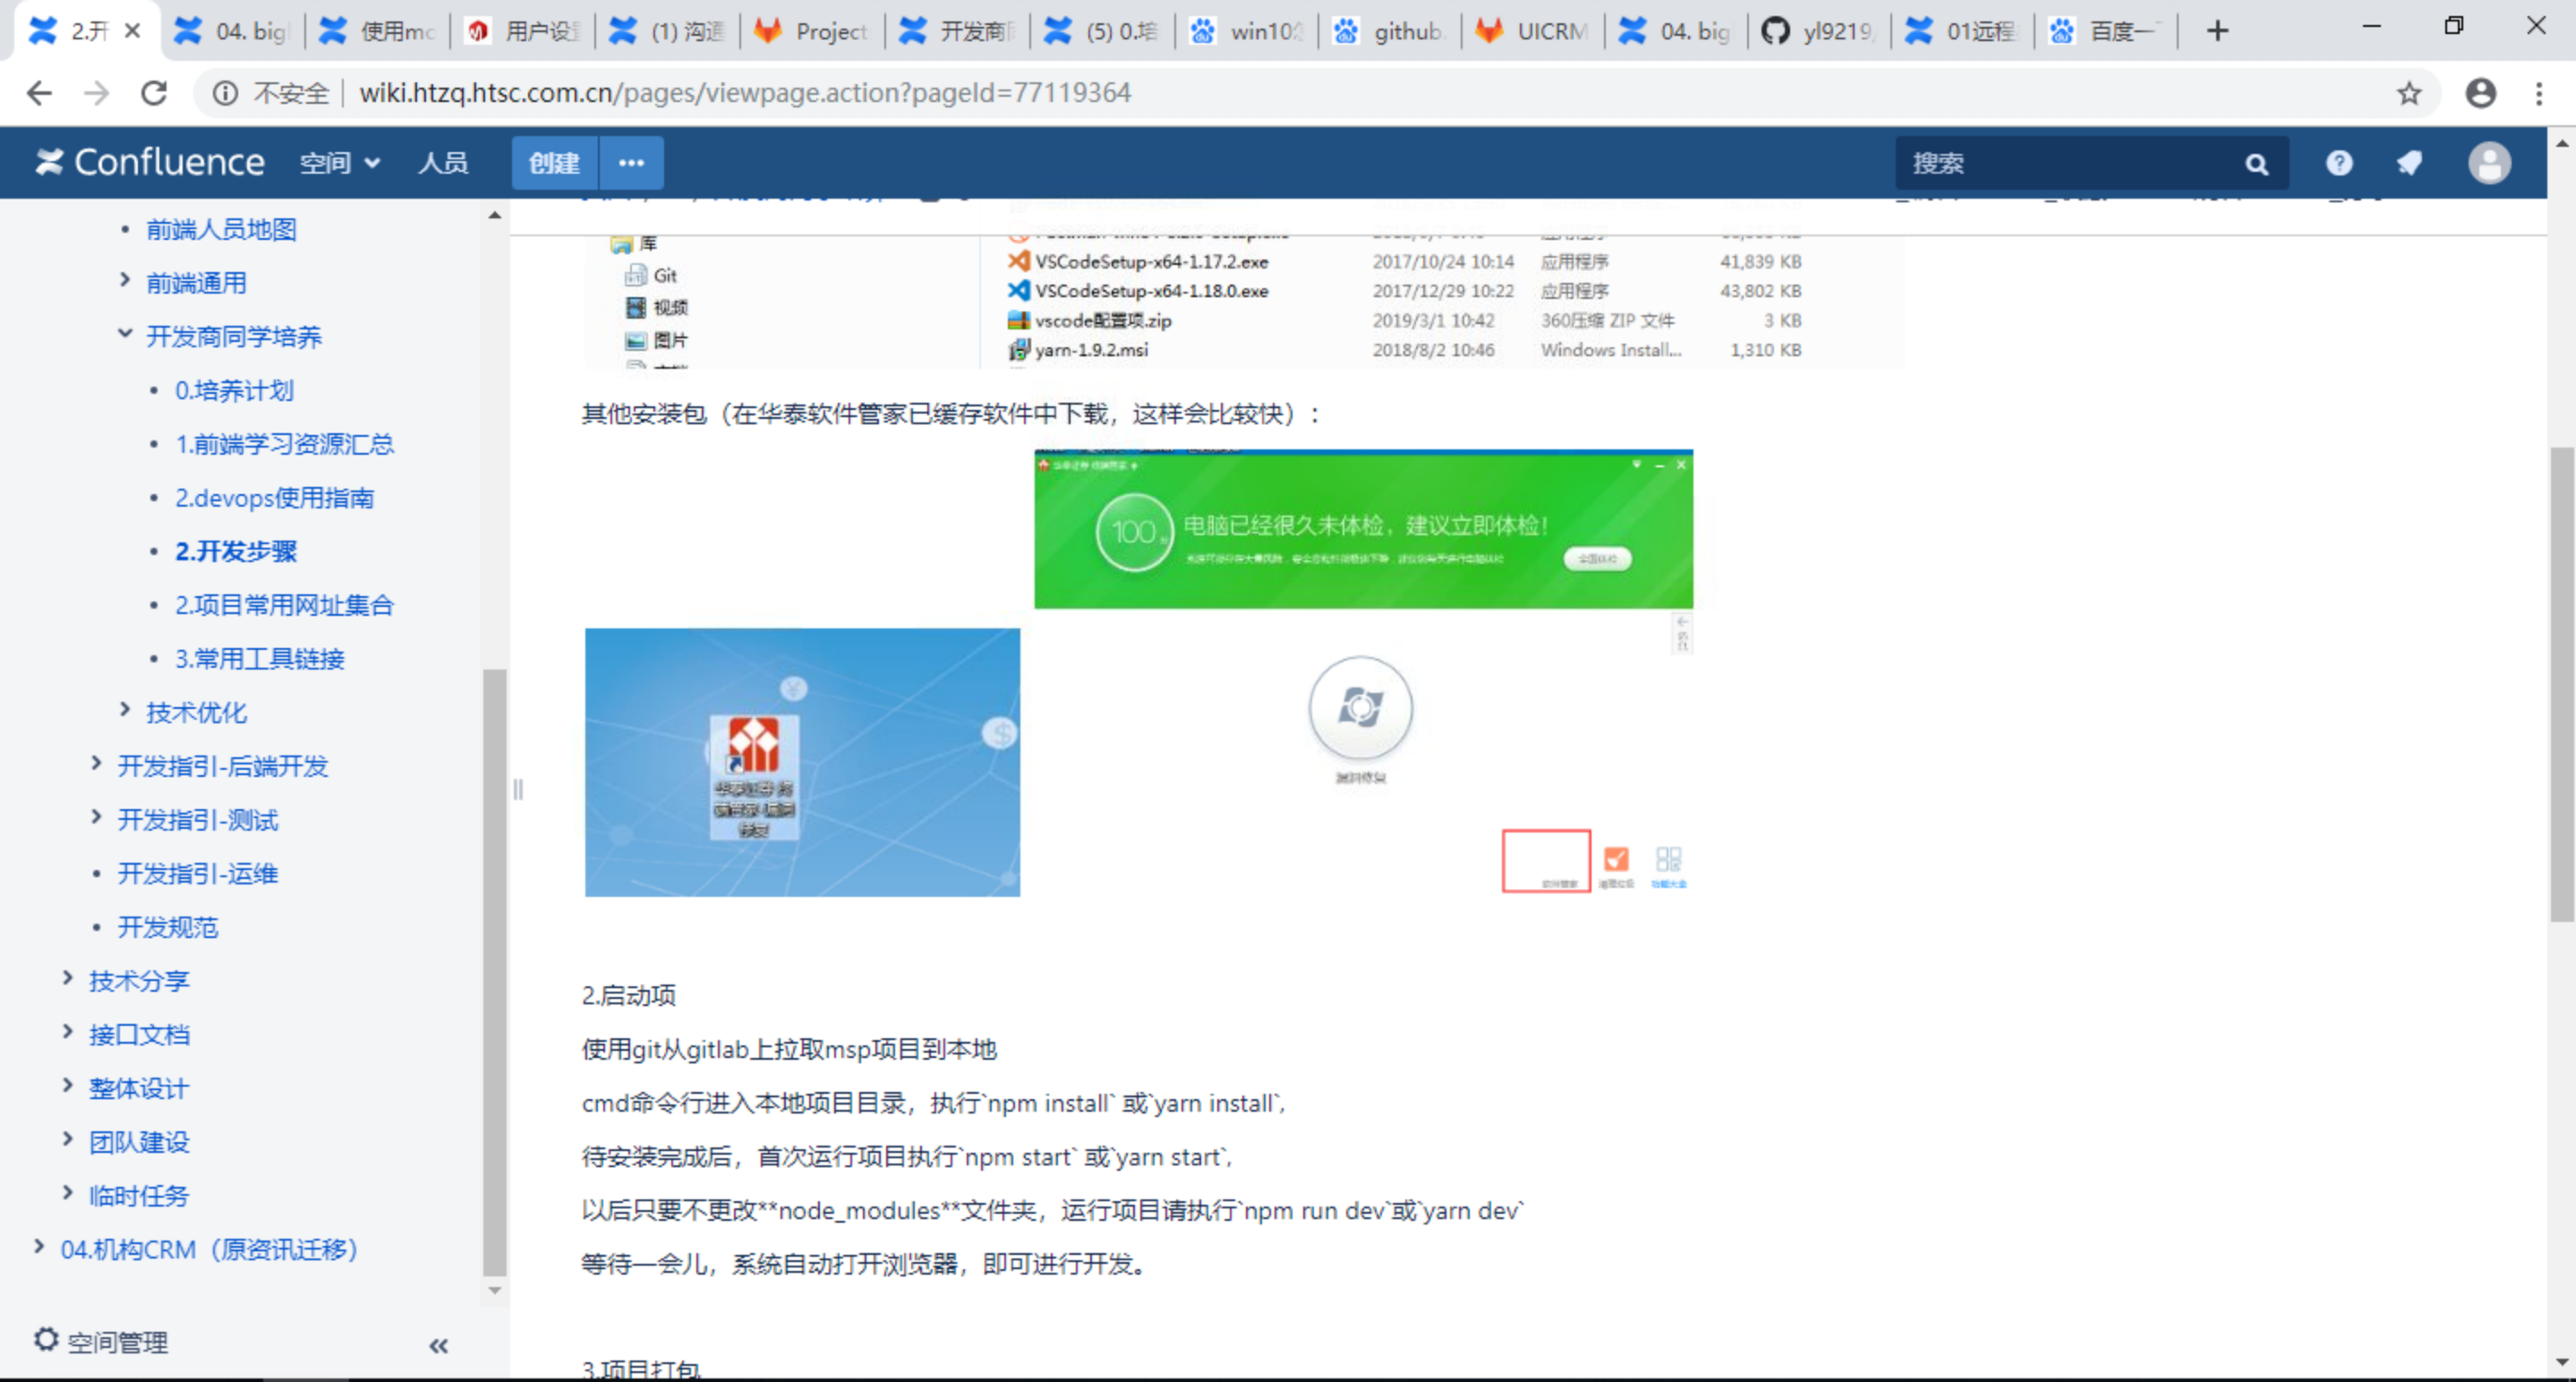 2.开
04. big
使用mo
用户设
(1) 沟通
Project
开发商
(5) 0.培
win10
github.
UICRM
04. big
yl9219
01远程
百度一
不安全
wiki.htzq.htsc.com.cn/pages/viewpage.action?pageId=77119364
Confluence
空间
人员
创建
搜索
前端人员地图
前端通用
开发商同学培养
0.培养计划
1.前端学习资源汇总
2.devops使用指南
2.开发步骤
2.项目常用网址集合
3.常用工具链接
技术优化
开发指引-后端开发
开发指引-测试
开发指引-运维
开发规范
技术分享
接口文档
整体设计
团队建设
临时任务
04.机构CRM（原资讯迁移）
空间管理
库
Git
视频
图片
VSCodeSetup-x64-1.17.2.exe 2017/10/24 10:14 应用程序 41,839 KB
VSCodeSetup-x64-1.18.0.exe 2017/12/29 10:22 应用程序 43,802 KB
vscode配置项.zip 2019/3/1 10:42 360压缩 ZIP 文件 3 KB
yarn-1.9.2.msi 2018/8/2 10:46 Windows Install... 1,310 KB
其他安装包（在华泰软件管家已缓存软件中下载，这样会比较快）：
100
电脑已经很久未体检，建议立即体检！
2.启动项
使用git从gitlab上拉取msp项目到本地
cmd命令行进入本地项目目录，执行`npm install` 或`yarn install`,
待安装完成后，首次运行项目执行`npm start` 或`yarn start`,
以后只要不更改**node_modules**文件夹，运行项目请执行`npm run dev`或`yarn dev`
等待一会儿，系统自动打开浏览器，即可进行开发。
3.项目打包